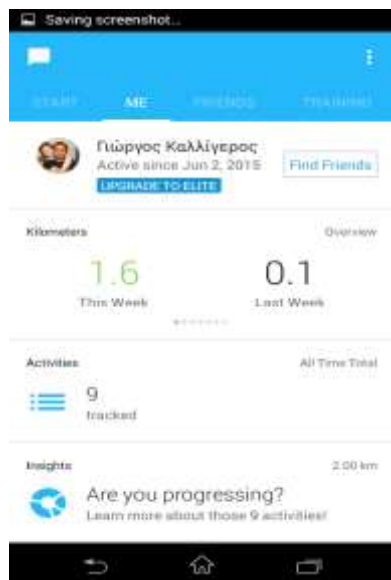 Saving screenshot...
START ME FRIENDS TRAINING
Γιώργος Καλλίγερος
Active since Jun 2, 2015
Find Friends
UPGRADE TO ELITE
Kilometers Overview
1.6 0.1
This Week Last Week
Activities All Time Total
9
tracked
Insights 2.00 km
Are you progressing?
Learn more about those 9 activities!